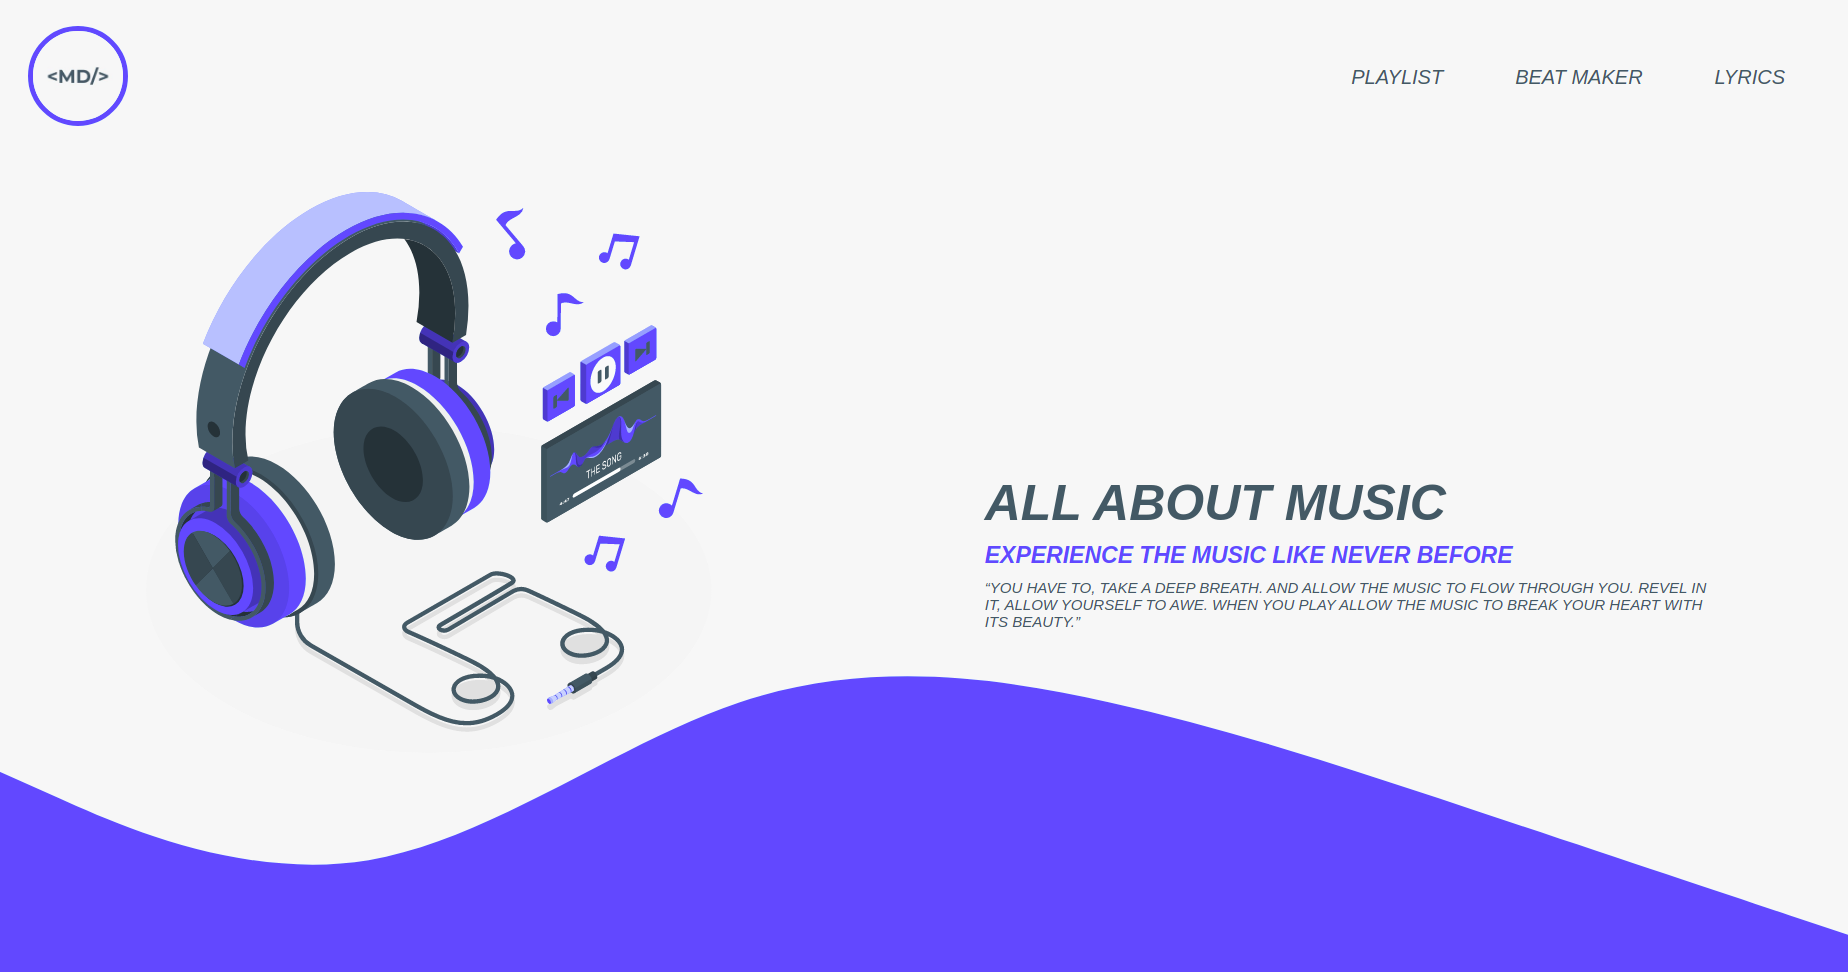 <MD/>
PLAYLIST
BEAT MAKER
LYRICS
THE SONG
ALL ABOUT MUSIC
EXPERIENCE THE MUSIC LIKE NEVER BEFORE
“YOU HAVE TO, TAKE A DEEP BREATH. AND ALLOW THE MUSIC TO FLOW THROUGH YOU. REVEL IN
IT, ALLOW YOURSELF TO AWE. WHEN YOU PLAY ALLOW THE MUSIC TO BREAK YOUR HEART WITH
ITS BEAUTY.”